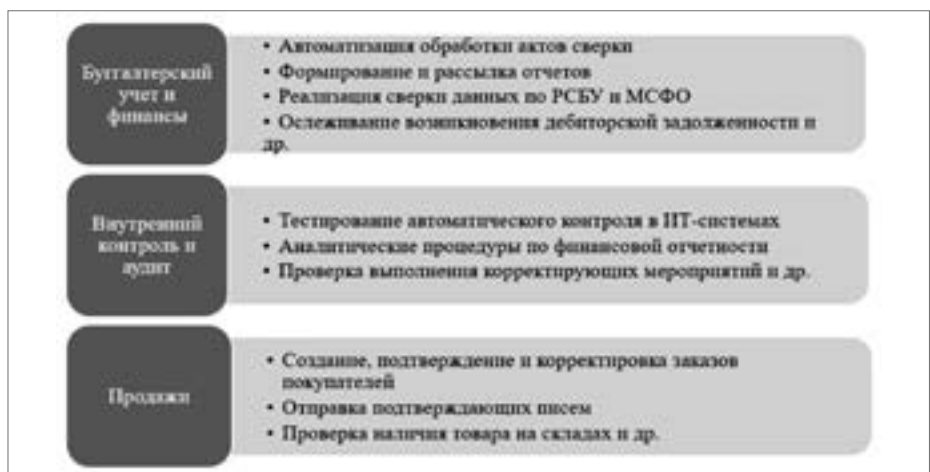 Бухгалтерский
учет и
финансы
• Автоматизация обработки актов сверки
• Формирование и рассылка отчетов
• Реализация сверки данных по РСБУ и МСФО
• Ослеживание возникновения дебиторской задолженности и
др.
Внутренний
контроль и
аудит
• Тестирование автоматического контроля в ИТ-системах
• Аналитические процедуры по финансовой отчетности
• Проверка выполнения корректирующих мероприятий и др.
Продажи
• Создание, подтверждение и корректировка заказов
покупателей
• Отправка подтверждающих писем
• Проверка наличия товара на складах и др.